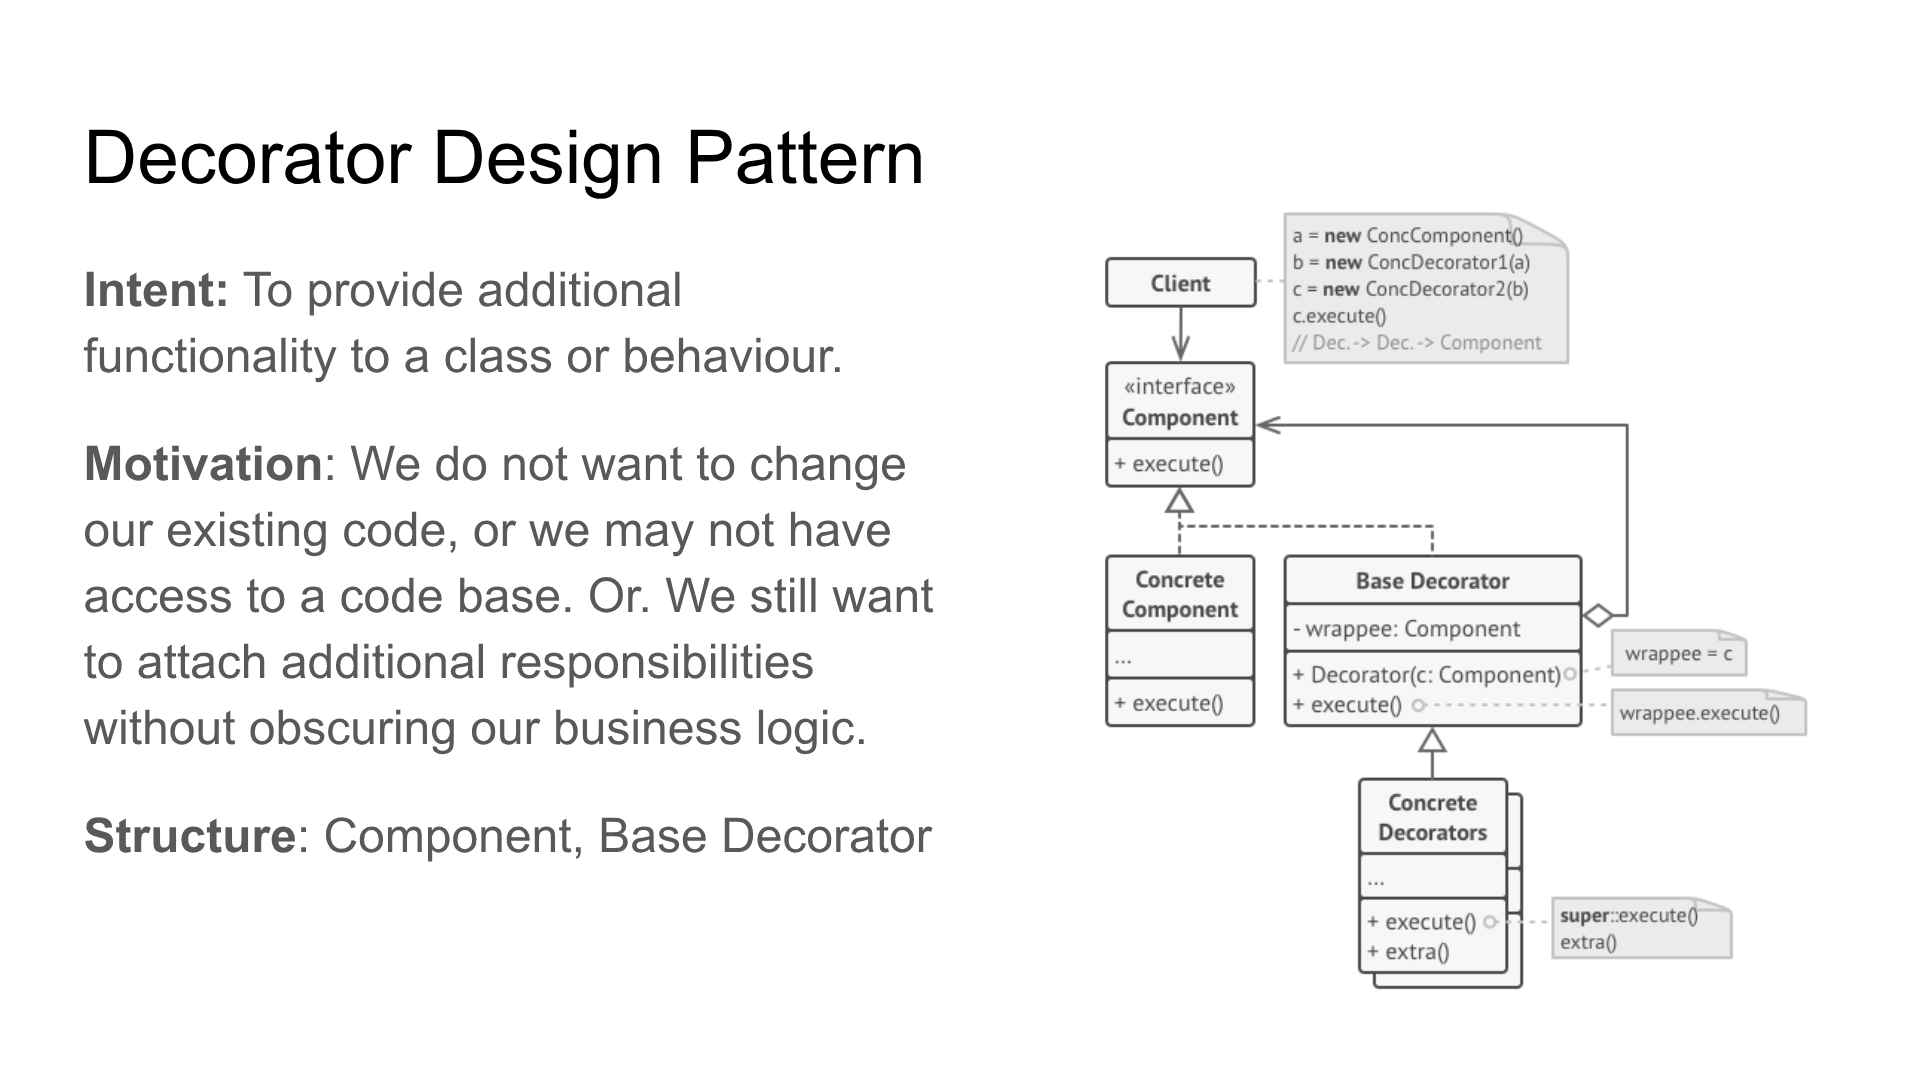 Decorator Design Pattern
Intent: To provide additional
functionality to a class or behaviour.
Motivation: We do not want to change
our existing code, or we may not have
access to a code base. Or. We still want
to attach additional responsibilities
without obscuring our business logic.
Structure: Component, Base Decorator
Client
a = new ConcComponent()
b = new ConcDecorator1(a)
c = new ConcDecorator2(b)
c.execute()
// Dec. -> Dec. -> Component
«interface»
Component
+ execute()
Concrete
Component
...
+ execute()
Base Decorator
- wrappee: Component
+ Decorator(c: Component)
+ execute()
wrappee = c
wrappee.execute()
Concrete
Decorators
...
+ execute()
+ extra()
super::execute()
extra()